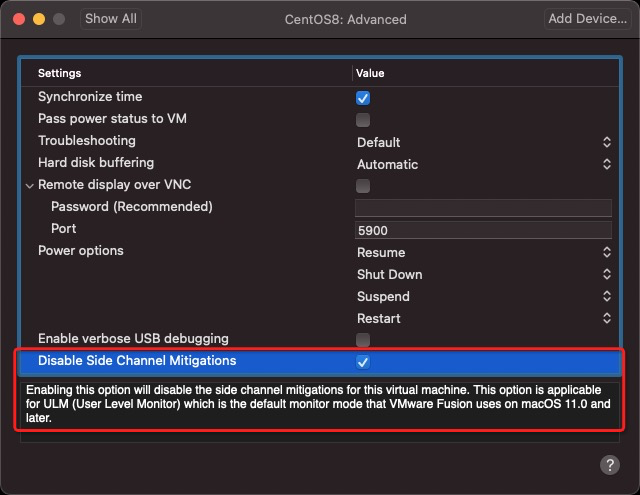 Show All
CentOS8: Advanced
Add Device...
Settings Value
Synchronize time
Pass power status to VM
Troubleshooting Default
Hard disk buffering Automatic
Remote display over VNC
Password (Recommended)
Port 5900
Power options Resume
Shut Down
Suspend
Restart
Enable verbose USB debugging
Disable Side Channel Mitigations
Enabling this option will disable the side channel mitigations for this virtual machine. This option is applicable
for ULM (User Level Monitor) which is the default monitor mode that VMware Fusion uses on macOS 11.0 and
later.
?